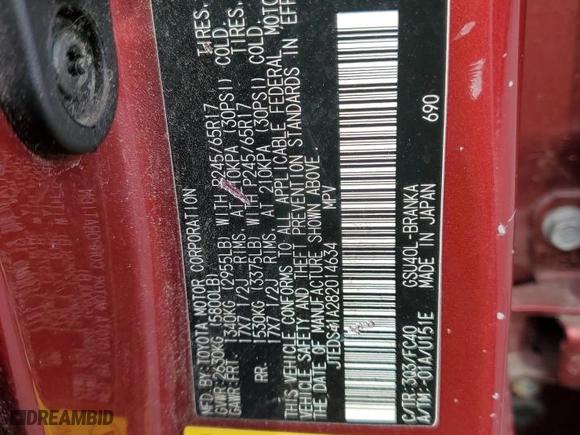 MFD. BY: TOYOTA MOTOR CORPORATION
GVWR: 2630KG (5800LB)
GAWR: FRT. 1340KG (2955LB) WITH P245/65R17 TIRES,
17X7 1/2J RIMS, AT 210KPA (30PSI) COLD.
RR. 1530KG (3375LB) WITH P245/65R17 TIRES,
17X7 1/2J RIMS, AT 210KPA (30PSI) COLD.
THIS VEHICLE CONFORMS TO ALL APPLICABLE FEDERAL MOTOR
VEHICLE SAFETY AND THEFT PREVENTION STANDARDS IN EFF
THE DATE OF MANUFACTURE SHOWN ABOVE.
MPV
C/TR: 3Q3/FC40
A/TM: -01A/U151E
GSU40L-BRANKA
MADE IN JAPAN
690
DREAMBID